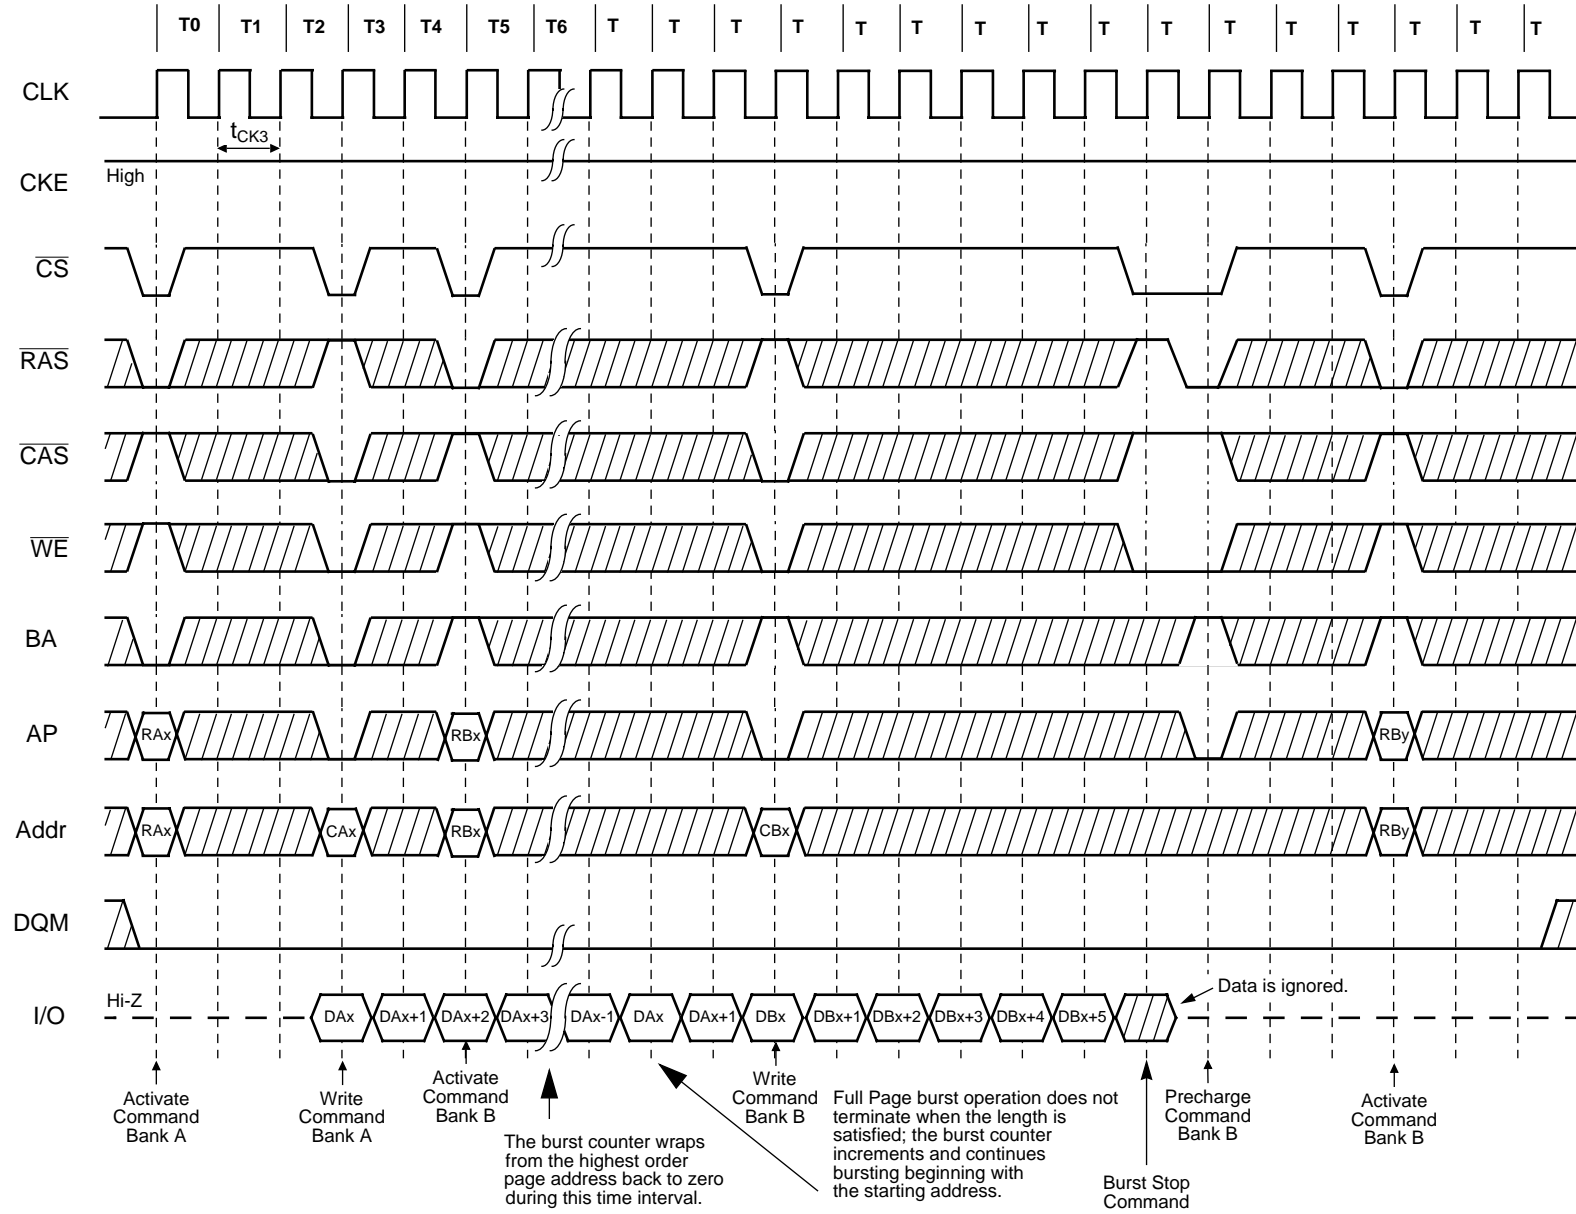 T0 T1 T2 T3 T4 T5 T6 T T T T T T T T T T T T T T T T
CLK
tCK3
CKE
High
CS
RAS
CAS
WE
BA
AP
RAx RBx RBy
Addr
RAx CAx RBx CBx RBy
DQM
I/O
Hi-Z
DAx DAx+1 DAx+2 DAx+3 DAx-1 DAx DAx+1 DBx DBx+1 DBx+2 DBx+3 DBx+4 DBx+5
Data is ignored.
Activate
Command
Bank A
Write
Command
Bank A
Activate
Command
Bank B
The burst counter wraps
from the highest order
page address back to zero
during this time interval.
Write
Command
Bank B
Full Page burst operation does not
terminate when the length is
satisfied; the burst counter
increments and continues
bursting beginning with
the starting address.
Burst Stop
Command
Precharge
Command
Bank B
Activate
Command
Bank B